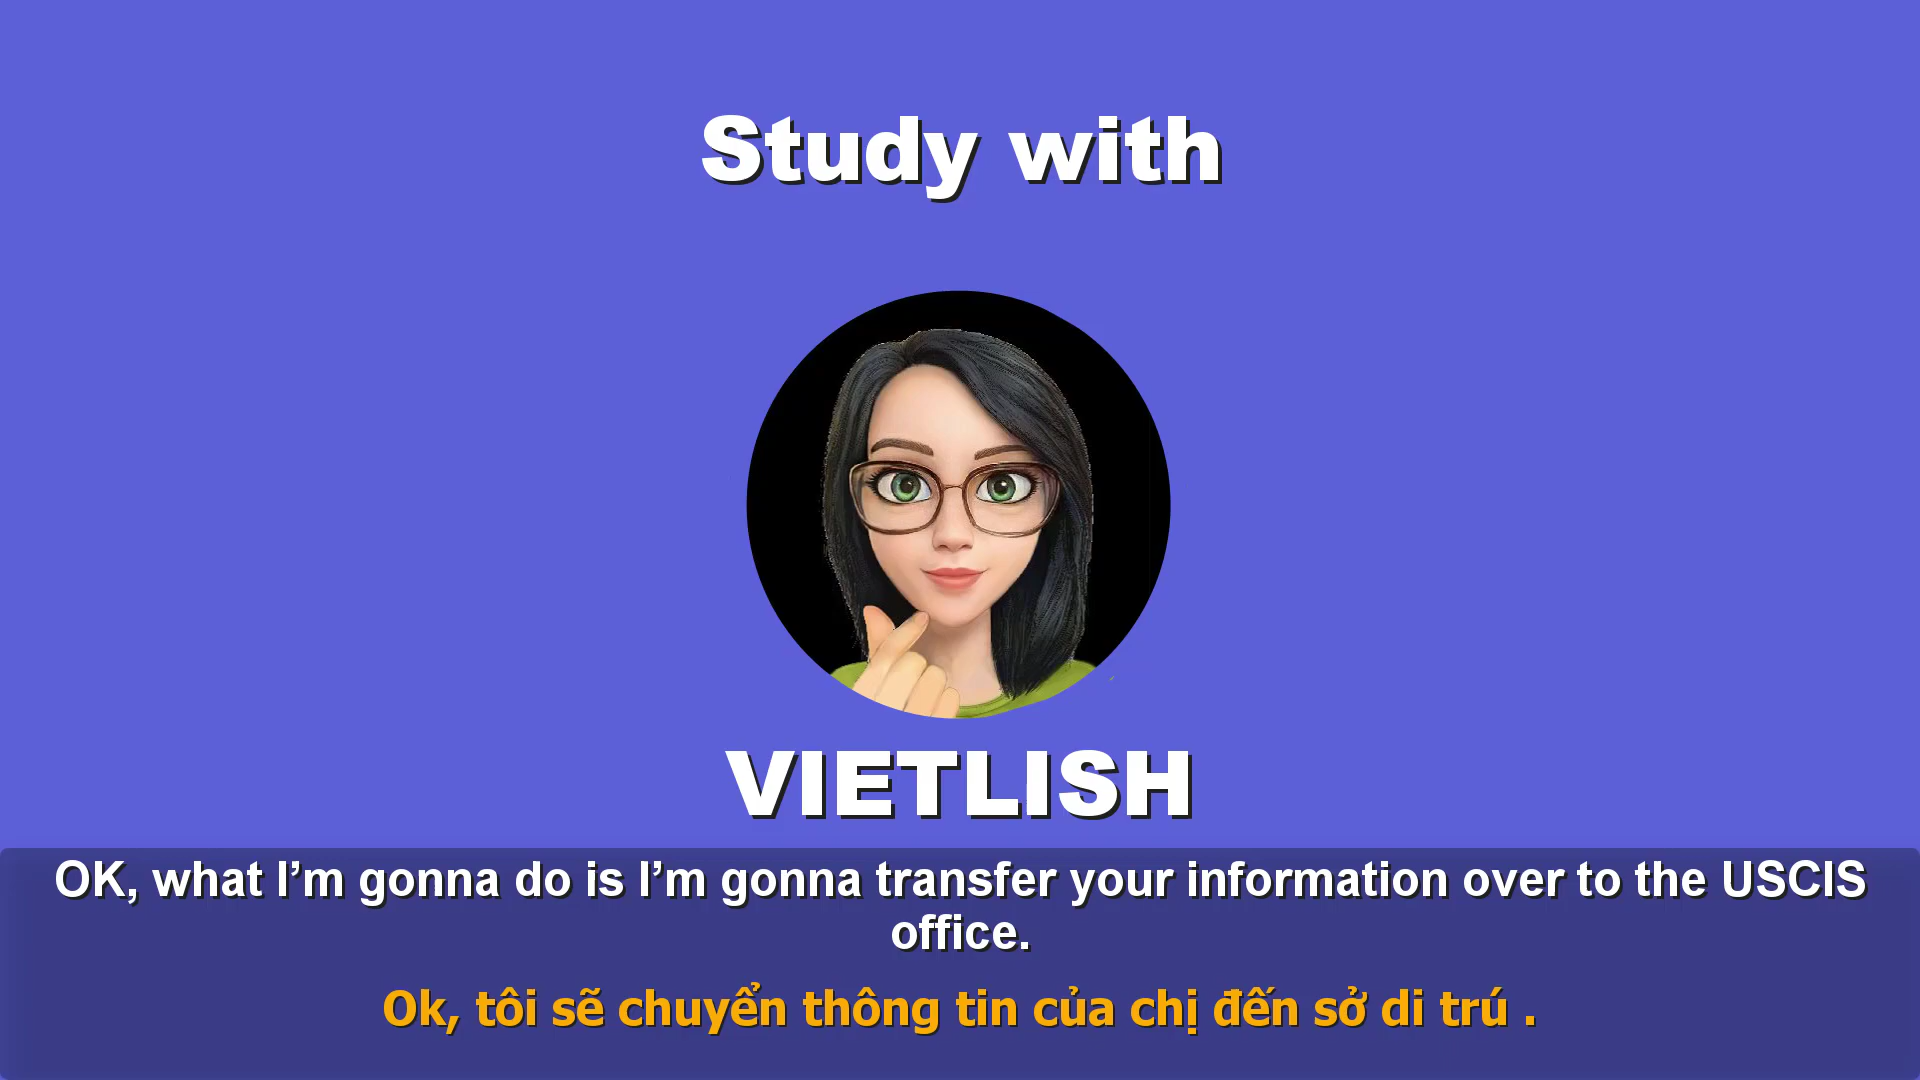 Study with
VIETLISH
OK, what I’m gonna do is I’m gonna transfer your information over to the USCIS
office.
Ok, tôi sẽ chuyển thông tin của chị đến sở di trú .